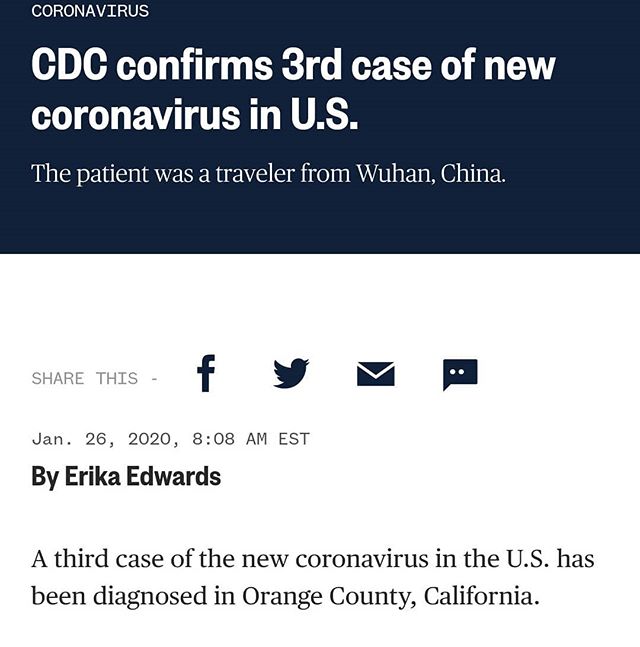 CORONAVIRUS
CDC confirms 3rd case of new
coronavirus in U.S.
The patient was a traveler from Wuhan, China.
SHARE THIS -
Jan. 26, 2020, 8:08 AM EST
By Erika Edwards
A third case of the new coronavirus in the U.S. has
been diagnosed in Orange County, California.